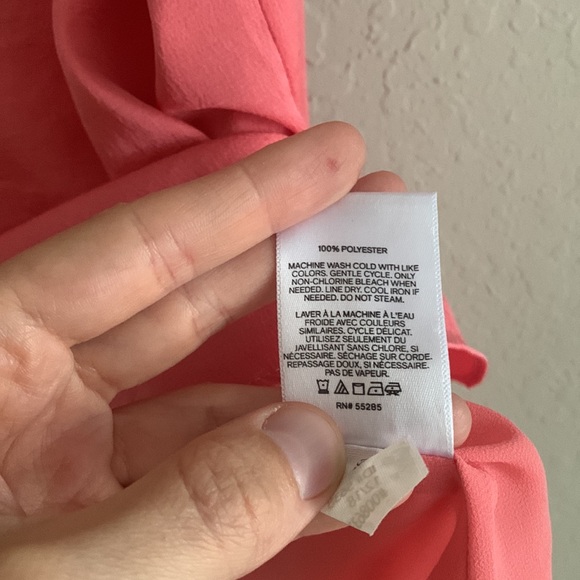 100% POLYESTER
MACHINE WASH COLD WITH LIKE
COLORS. GENTLE CYCLE. ONLY
NON-CHLORINE BLEACH WHEN
NEEDED. LINE DRY. COOL IRON IF
NEEDED. DO NOT STEAM.
LAVER À LA MACHINE À L'EAU
FROIDE AVEC COULEURS
SIMILAIRES. CYCLE DÉLICAT.
UTILISEZ SEULEMENT DU
JAVELLISANT SANS CHLORE, SI
NÉCESSAIRE. SÉCHAGE SUR CORDE.
REPASSAGE DOUX, SI NÉCESSAIRE.
PAS DE VAPEUR.
RN# 55285